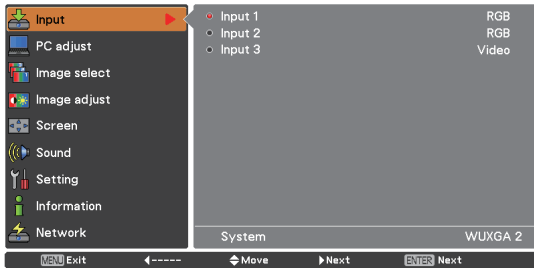 Input
PC adjust
Image select
Image adjust
Screen
Sound
Setting
Information
Network
Input 1 RGB
Input 2 RGB
Input 3 Video
System WUXGA 2
MENU Exit ◀----- Move ▶Next ENTER Next